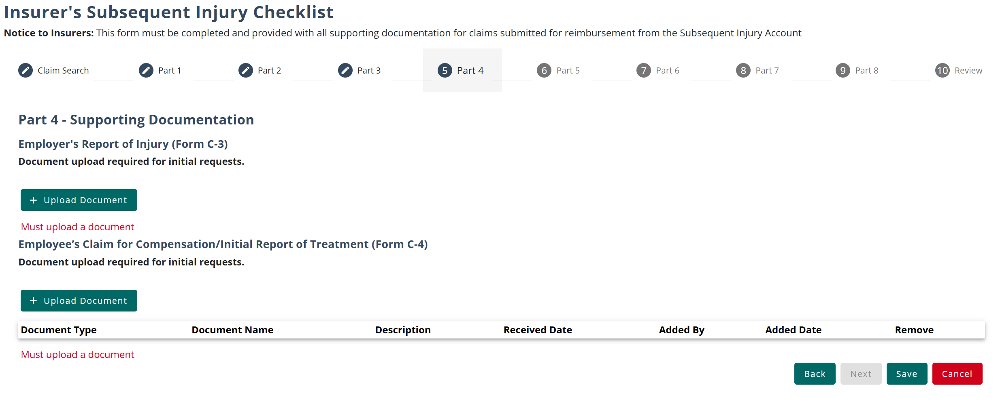 Insurer's Subsequent Injury Checklist
Notice to Insurers: This form must be completed and provided with all supporting documentation for claims submitted for reimbursement from the Subsequent Injury Account
Claim Search Part 1 Part 2 Part 3 5 Part 4 6 Part 5 7 Part 6 8 Part 7 9 Part 8 10 Review
Part 4 - Supporting Documentation
Employer's Report of Injury (Form C-3)
Document upload required for initial requests.
+ Upload Document
Must upload a document
Employee’s Claim for Compensation/Initial Report of Treatment (Form C-4)
Document upload required for initial requests.
+ Upload Document
Document Type Document Name Description Received Date Added By Added Date Remove
Must upload a document
Back Next Save Cancel